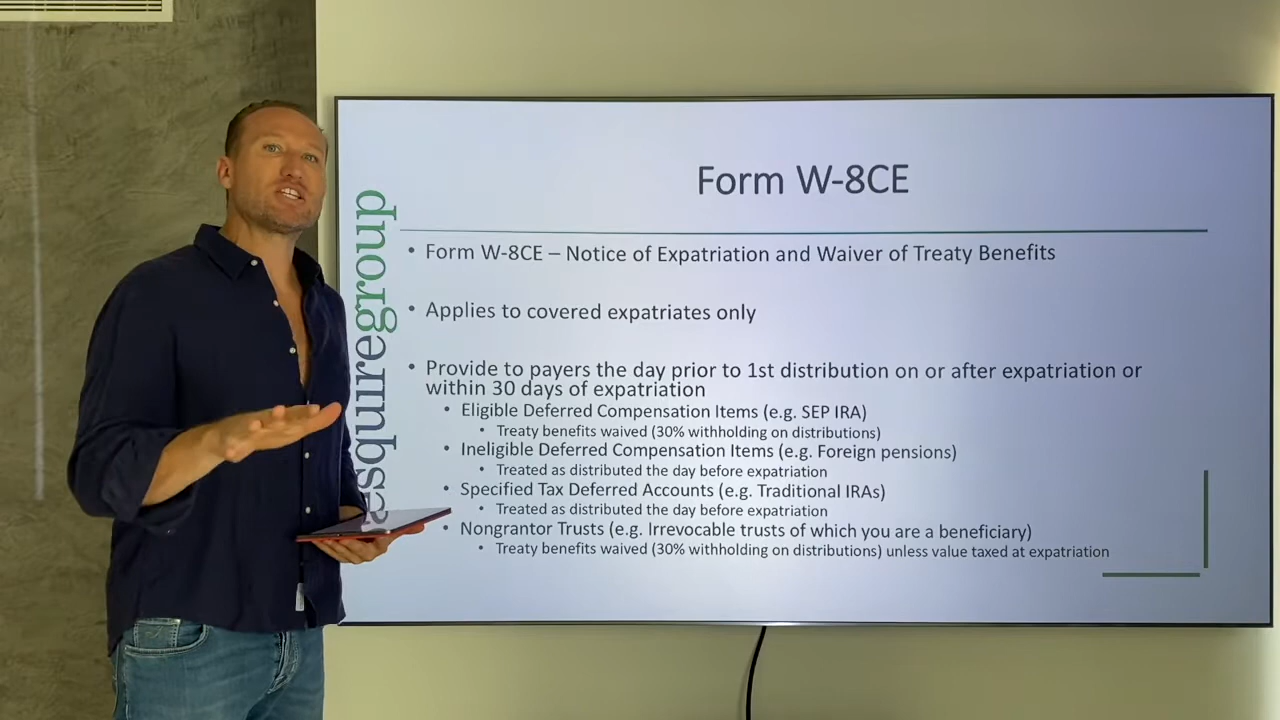 Form W-8CE
esquiregroup
• Form W-8CE – Notice of Expatriation and Waiver of Treaty Benefits
• Applies to covered expatriates only
• Provide to payers the day prior to 1st distribution on or after expatriation or
within 30 days of expatriation
• Eligible Deferred Compensation Items (e.g. SEP IRA)
• Treaty benefits waived (30% withholding on distributions)
• Ineligible Deferred Compensation Items (e.g. Foreign pensions)
• Treated as distributed the day before expatriation
• Specified Tax Deferred Accounts (e.g. Traditional IRAs)
• Treated as distributed the day before expatriation
• Nongrantor Trusts (e.g. Irrevocable trusts of which you are a beneficiary)
• Treaty benefits waived (30% withholding on distributions) unless value taxed at expatriation